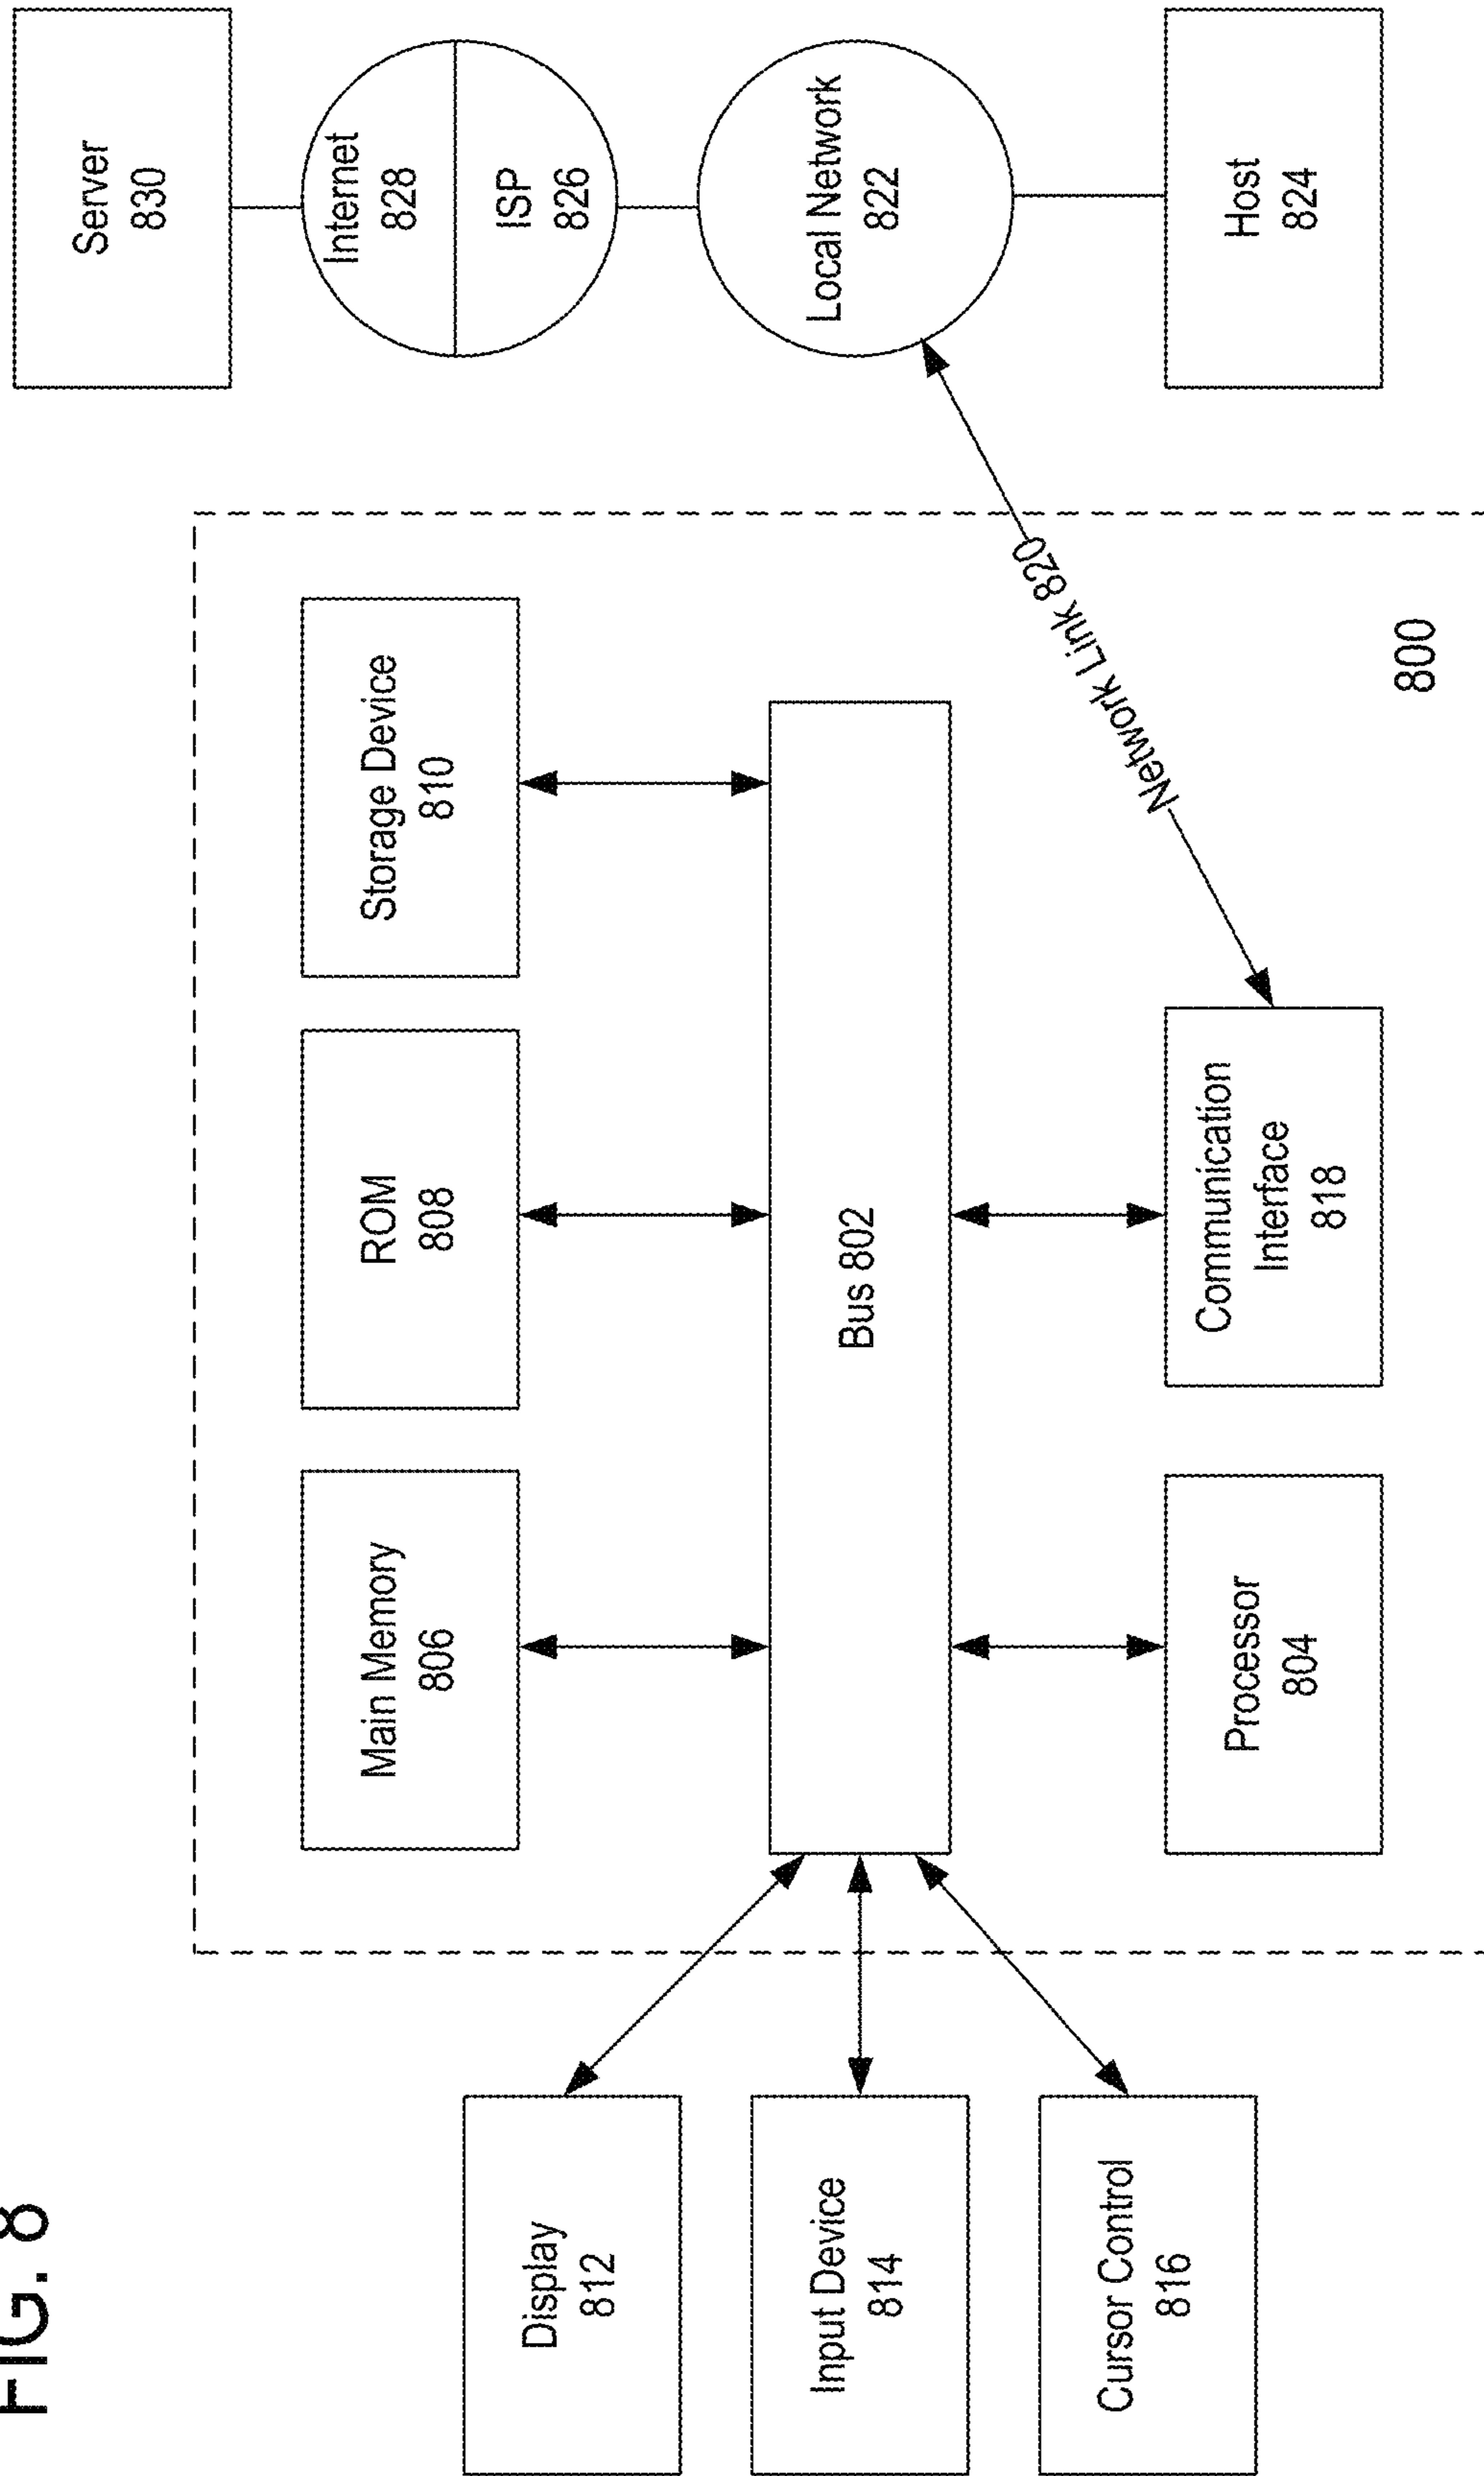 FIG. 8
Display
812
Input Device
814
Cursor Control
816
Main Memory
806
ROM
808
Storage Device
810
Bus 802
Processor
804
Communication
Interface
818
Network Link 820
800
Server
830
Internet
828
ISP
826
Local Network
822
Host
824